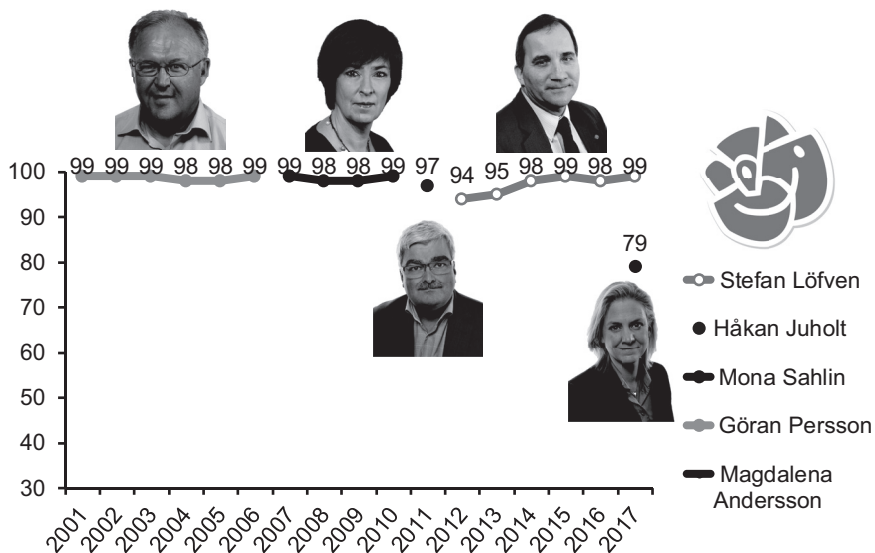 99 99 99 98 98 99 99 98 98 99 97 94 95 98 99 98 99
79
100
90
80
70
60
50
40
30
2001 2002 2003 2004 2005 2006 2007 2008 2009 2010 2011 2012 2013 2014 2015 2016 2017
Stefan Löfven
Håkan Juholt
Mona Sahlin
Göran Persson
Magdalena
Andersson